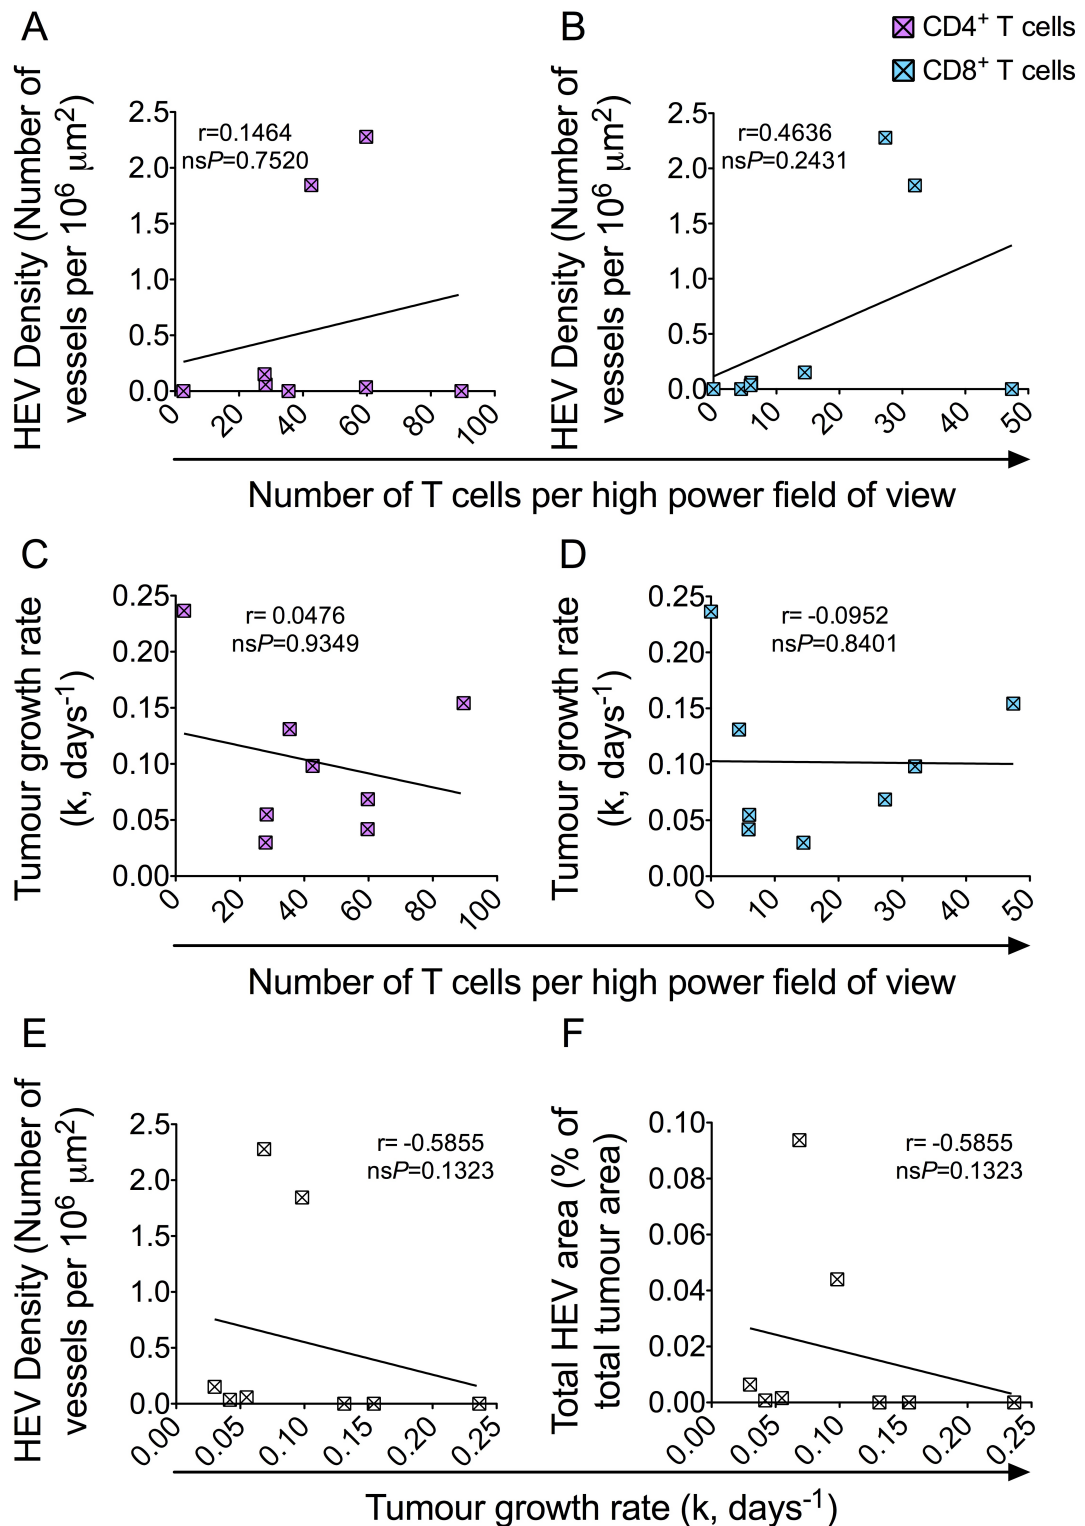 A
B
CD4⁺ T cells
CD8⁺ T cells
HEV Density (Number of
vessels per 10⁶ μm²)
2.5
2.0
1.5
1.0
0.5
0.0
r=0.1464
nsP=0.7520
0 20 40 60 80 100
HEV Density (Number of
vessels per 10⁶ μm²)
2.5
2.0
1.5
1.0
0.5
0.0
r=0.4636
nsP=0.2431
0 10 20 30 40 50
Number of T cells per high power field of view
C
D
Tumour growth rate
(k, days⁻¹)
0.25
0.20
0.15
0.10
0.05
0.00
r= 0.0476
nsP=0.9349
0 20 40 60 80 100
Tumour growth rate
(k, days⁻¹)
0.25
0.20
0.15
0.10
0.05
0.00
r= -0.0952
nsP=0.8401
0 10 20 30 40 50
Number of T cells per high power field of view
E
F
HEV Density (Number of
vessels per 10⁶ μm²)
2.5
2.0
1.5
1.0
0.5
0.0
r= -0.5855
nsP=0.1323
0.00 0.05 0.10 0.15 0.20 0.25
Total HEV area (% of
total tumour area)
0.10
0.08
0.06
0.04
0.02
0.00
r= -0.5855
nsP=0.1323
0.00 0.05 0.10 0.15 0.20 0.25
Tumour growth rate (k, days⁻¹)